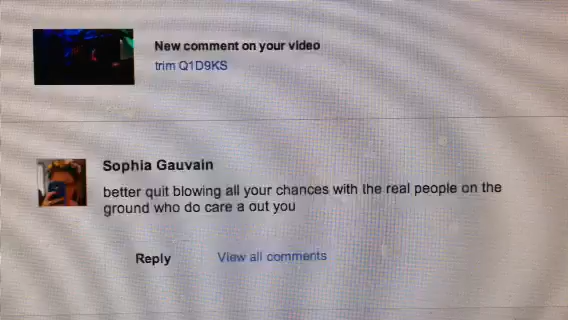 New comment on your video
trim Q1D9KS
Sophia Gauvain
better quit blowing all your chances with the real people on the
ground who do care a out you
Reply View all comments